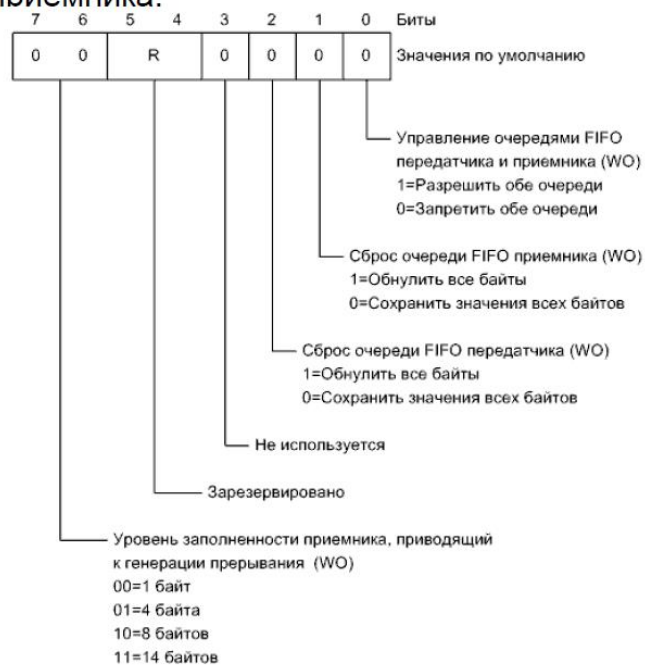 приемника.
7 6 5 4 3 2 1 0 Биты
0 0 R 0 0 0 0 Значения по умолчанию
Управление очередями FIFO
передатчика и приемника (WO)
1=Разрешить обе очереди
0=Запретить обе очереди
Сброс очереди FIFO приемника (WO)
1=Обнулить все байты
0=Сохранить значения всех байтов
Сброс очереди FIFO передатчика (WO)
1=Обнулить все байты
0=Сохранить значения всех байтов
Не используется
Зарезервировано
Уровень заполненности приемника, приводящий
к генерации прерывания (WO)
00=1 байт
01=4 байта
10=8 байтов
11=14 байтов